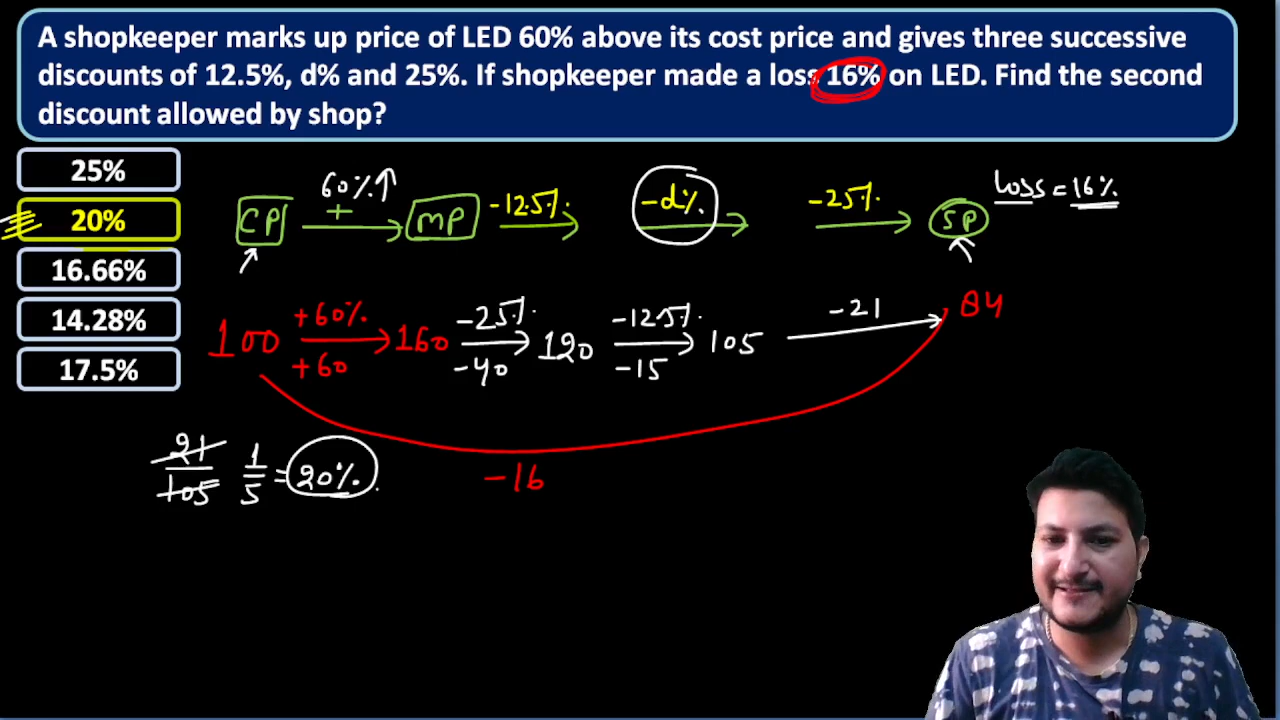 A shopkeeper marks up price of LED 60% above its cost price and gives three successive
discounts of 12.5%, d% and 25%. If shopkeeper made a loss 16% on LED. Find the second
discount allowed by shop?
25%
20%
16.66%
14.28%
17.5%
CP
60%↑
+
MP
-12.5%
-d%
-25%
SP
loss = 16%
100
+60%
+60
160
-25%
-40
120
-12.5%
-15
105
-21
84
-16
21/105 1/5 = 20%